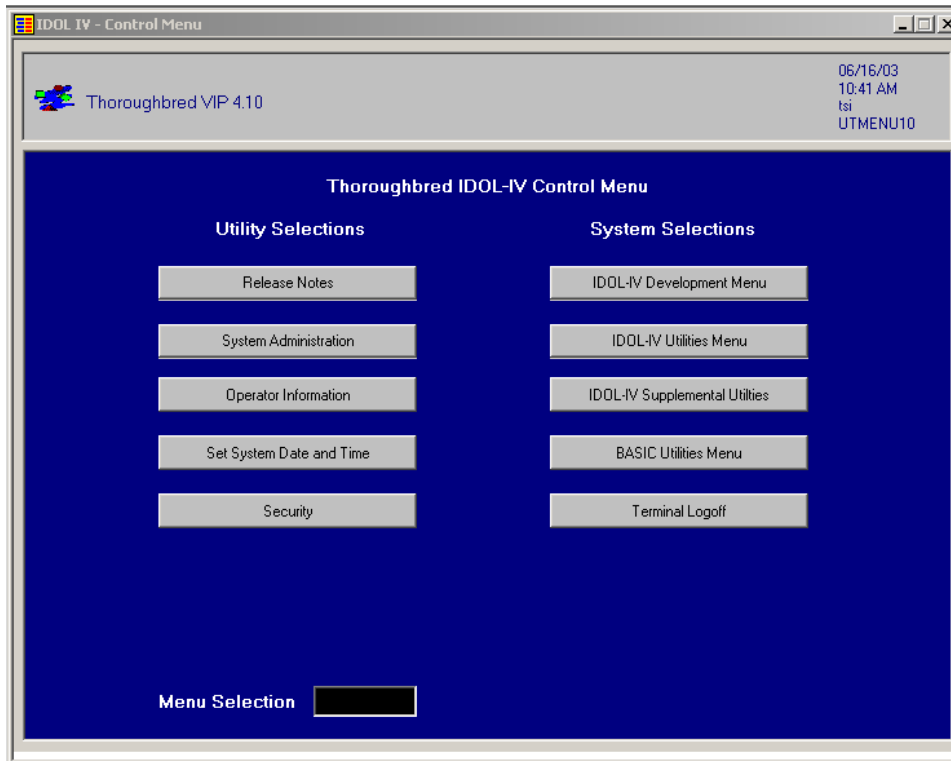 IDOL IV - Control Menu
Thoroughbred VIP 4.10
06/16/03
10:41 AM
tsi
UTMENU10
Thoroughbred IDOL-IV Control Menu
Utility Selections
System Selections
Release Notes
IDOL-IV Development Menu
System Administration
IDOL-IV Utilities Menu
Operator Information
IDOL-IV Supplemental Utilties
Set System Date and Time
BASIC Utilities Menu
Security
Terminal Logoff
Menu Selection